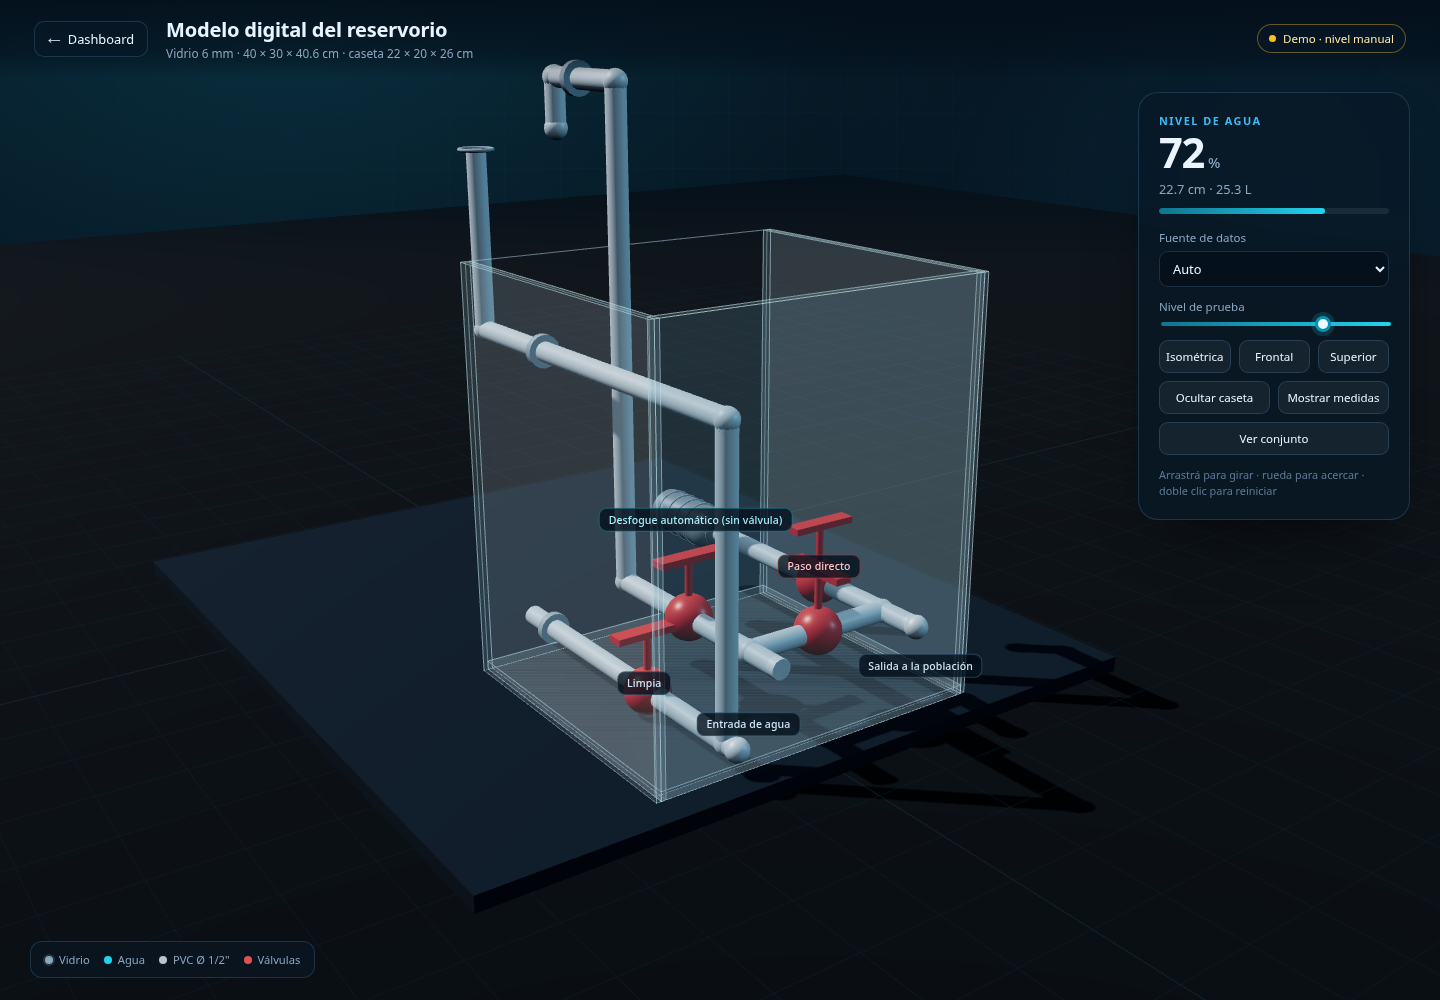 ← Dashboard
Modelo digital del reservorio
Vidrio 6 mm · 40 × 30 × 40.6 cm · caseta 22 × 20 × 26 cm
Demo · nivel manual
NIVEL DE AGUA
72 %
22.7 cm · 25.3 L
Fuente de datos
Auto
Nivel de prueba
Isométrica Frontal Superior
Ocultar caseta Mostrar medidas
Ver conjunto
Arrastrá para girar · rueda para acercar ·
doble clic para reiniciar
Desfogue automático (sin válvula)
Paso directo
Salida a la población
Limpia
Entrada de agua
Vidrio Agua PVC Ø 1/2" Válvulas